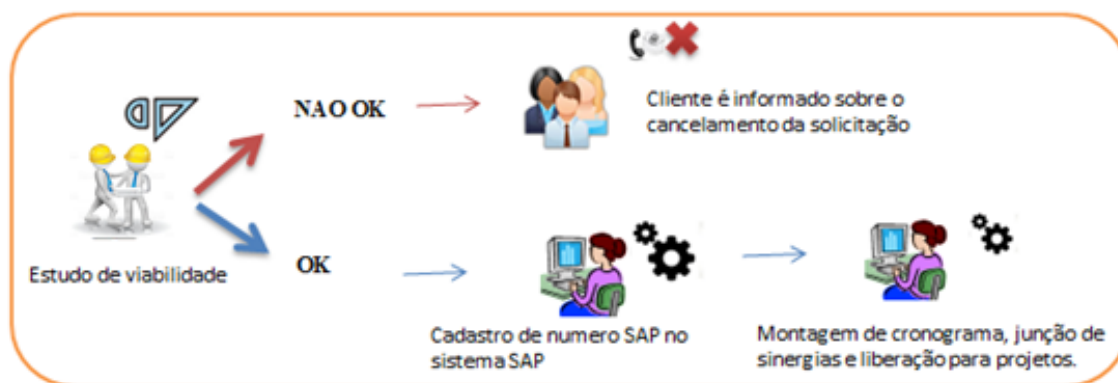 NAO OK
Cliente é informado sobre o
cancelamento da solicitação
Estudo de viabilidade
OK
Cadastro de numero SAP no
sistema SAP
Montagem de cronograma, junção de
sinergias e liberação para projetos.